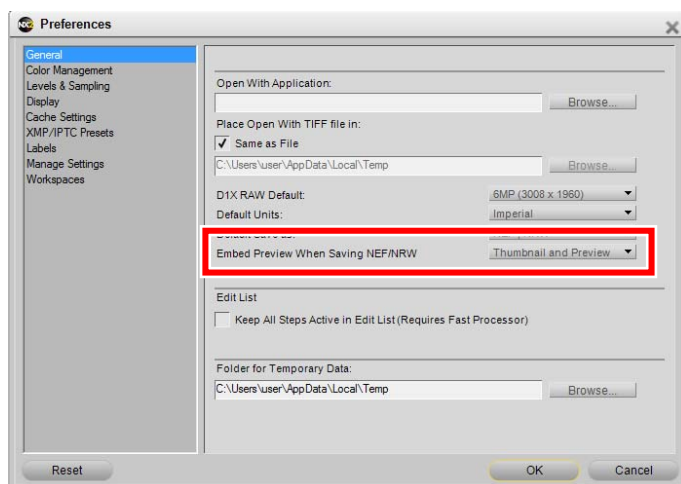 NX2 Preferences
General
Color Management
Levels & Sampling
Display
Cache Settings
XMP/IPTC Presets
Labels
Manage Settings
Workspaces
Open With Application:
Browse...
Place Open With TIFF file in:
Same as File
C:\Users\user\AppData\Local\Temp Browse...
D1X RAW Default: 6MP (3008 x 1960)
Default Units: Imperial
Embed Preview When Saving NEF/NRW Thumbnail and Preview
Edit List
Keep All Steps Active in Edit List (Requires Fast Processor)
Folder for Temporary Data:
C:\Users\user\AppData\Local\Temp Browse...
Reset OK Cancel